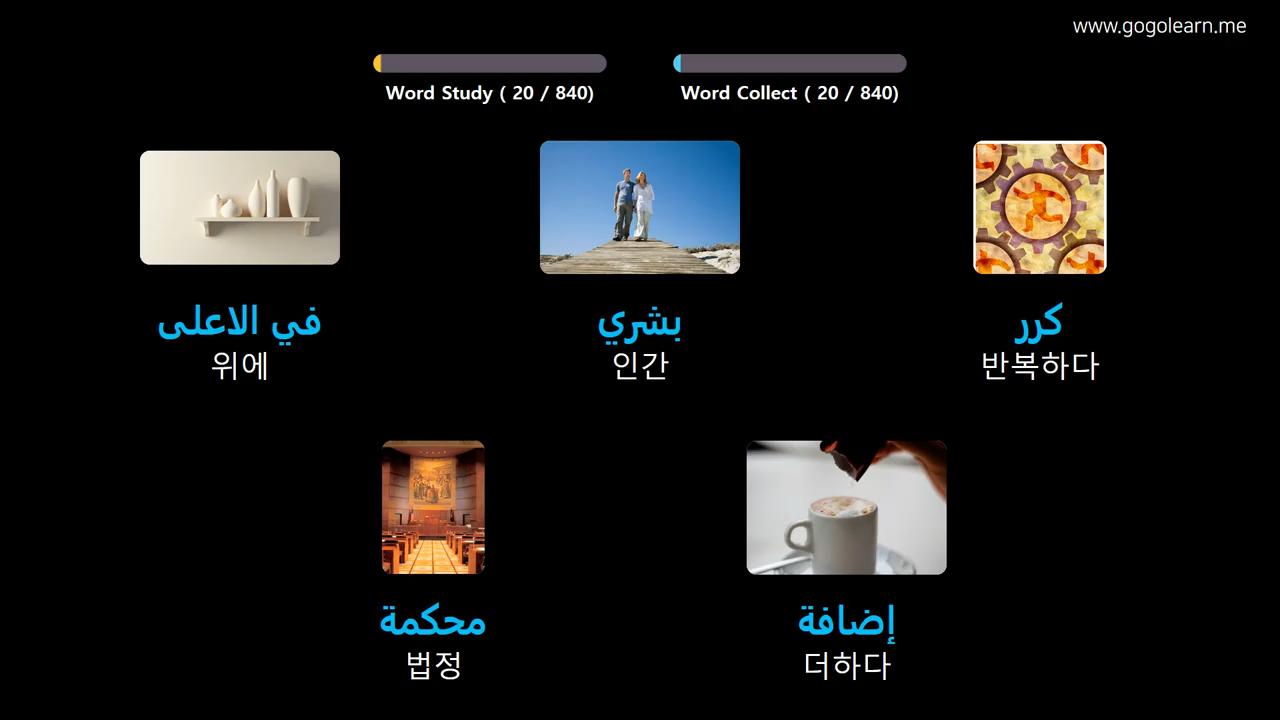 www.gogolearn.me
Word Study ( 20 / 840)
Word Collect ( 20 / 840)
في الاعلى
위에
بشري
인간
كرر
반복하다
محكمة
법정
إضافة
더하다